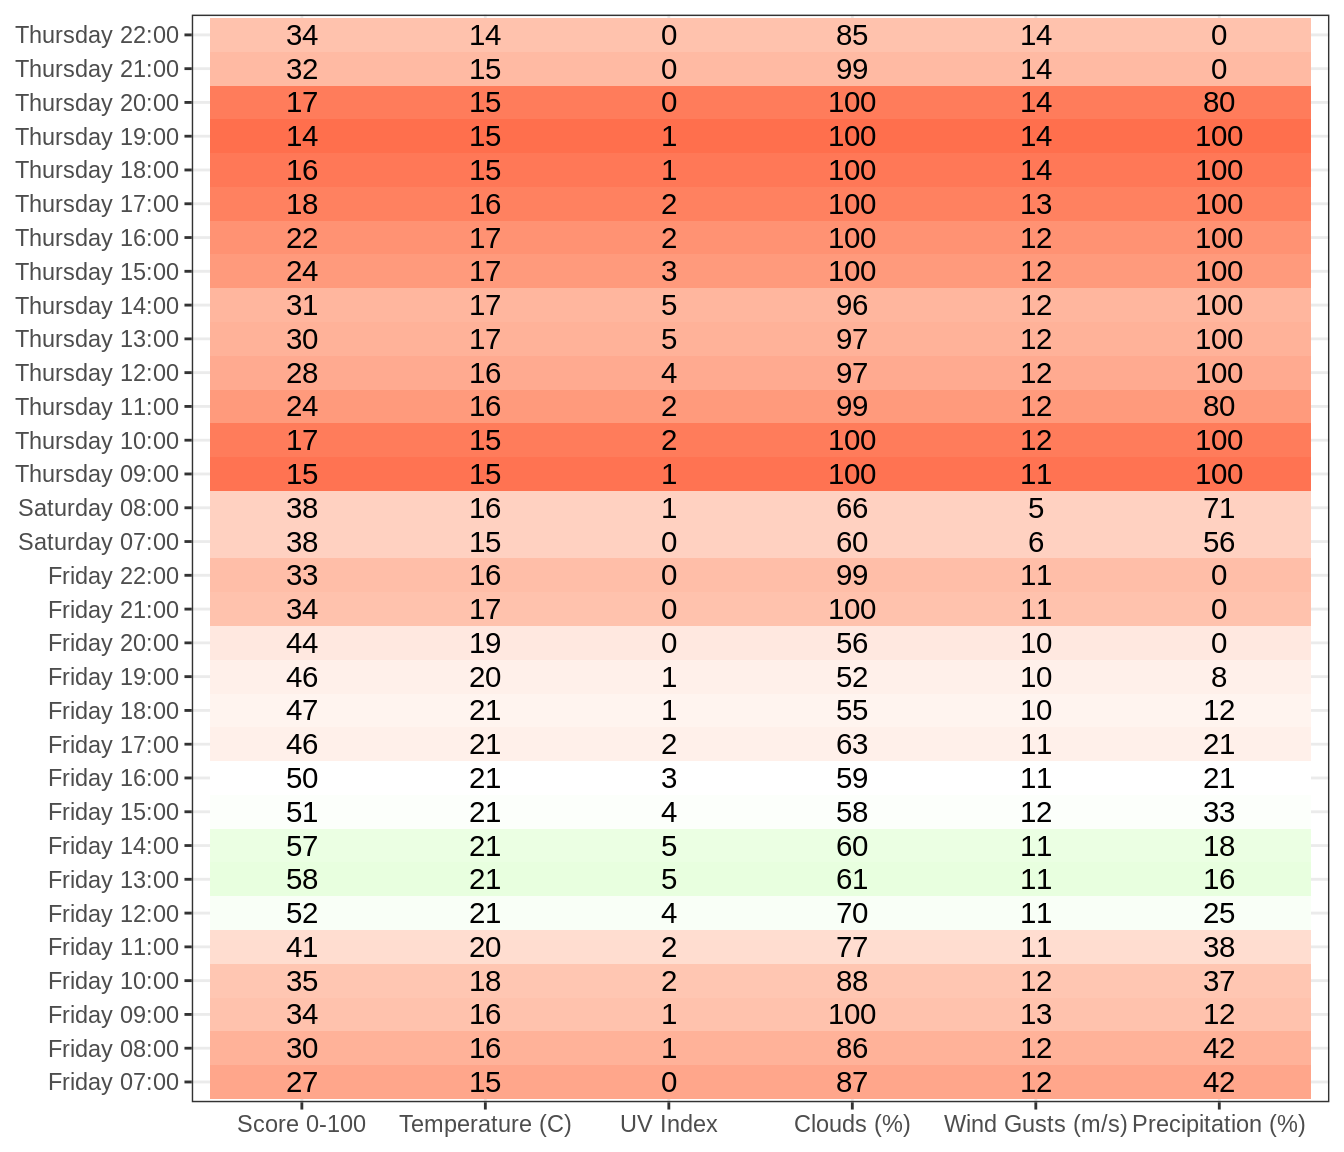 Thursday 22:00 34 14 0 85 14 0
Thursday 21:00 32 15 0 99 14 0
Thursday 20:00 17 15 0 100 14 80
Thursday 19:00 14 15 1 100 14 100
Thursday 18:00 16 15 1 100 14 100
Thursday 17:00 18 16 2 100 13 100
Thursday 16:00 22 17 2 100 12 100
Thursday 15:00 24 17 3 100 12 100
Thursday 14:00 31 17 5 96 12 100
Thursday 13:00 30 17 5 97 12 100
Thursday 12:00 28 16 4 97 12 100
Thursday 11:00 24 16 2 99 12 80
Thursday 10:00 17 15 2 100 12 100
Thursday 09:00 15 15 1 100 11 100
Saturday 08:00 38 16 1 66 5 71
Saturday 07:00 38 15 0 60 6 56
Friday 22:00 33 16 0 99 11 0
Friday 21:00 34 17 0 100 11 0
Friday 20:00 44 19 0 56 10 0
Friday 19:00 46 20 1 52 10 8
Friday 18:00 47 21 1 55 10 12
Friday 17:00 46 21 2 63 11 21
Friday 16:00 50 21 3 59 11 21
Friday 15:00 51 21 4 58 12 33
Friday 14:00 57 21 5 60 11 18
Friday 13:00 58 21 5 61 11 16
Friday 12:00 52 21 4 70 11 25
Friday 11:00 41 20 2 77 11 38
Friday 10:00 35 18 2 88 12 37
Friday 09:00 34 16 1 100 13 12
Friday 08:00 30 16 1 86 12 42
Friday 07:00 27 15 0 87 12 42
Score 0-100 Temperature (C) UV Index Clouds (%) Wind Gusts (m/s) Precipitation (%)